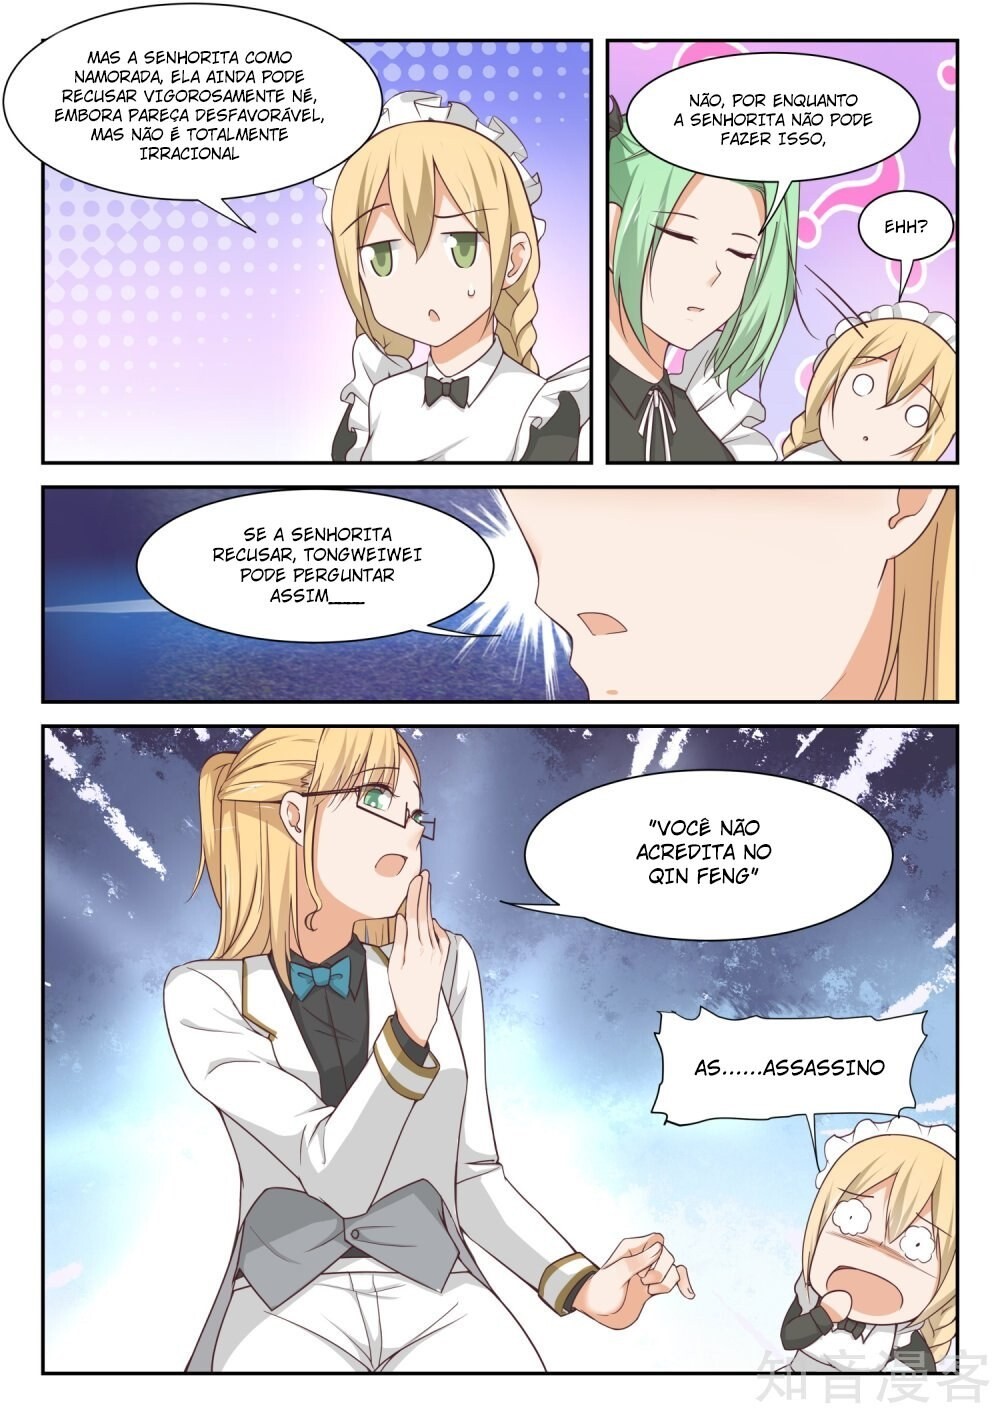 MAS A SENHORITA COMO
NAMORADA, ELA AINDA PODE
RECUSAR VIGOROSAMENTE NÉ,
EMBORA PAREÇA DESFAVORÁVEL,
MAS NÃO É TOTALMENTE
IRRACIONAL
NÃO, POR ENQUANTO
A SENHORITA NÃO PODE
FAZER ISSO,
EHH?
SE A SENHORITA
RECUSAR, TONGWEIWEI
PODE PERGUNTAR
ASSIM____
"VOCÊ NÃO
ACREDITA NO
QIN FENG"
AS......ASSASSINO
知音漫客